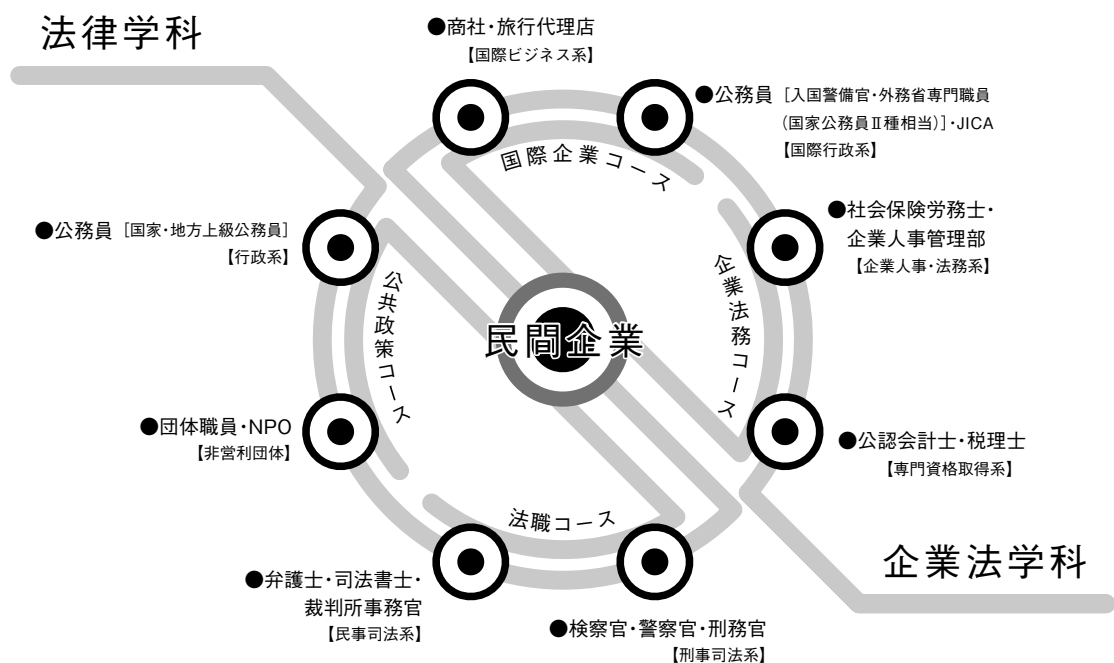 法律学科
●商社・旅行代理店
【国際ビジネス系】
●公務員 [入国警備官・外務省専門職員
(国家公務員Ⅱ種相当)]・JICA
【国際行政系】
国際企業コース
●公務員 [国家・地方上級公務員]
【行政系】
●社会保険労務士・
企業人事管理部
【企業人事・法務系】
公共政策コース
民間企業
企業法務コース
●団体職員・NPO
【非営利団体】
●公認会計士・税理士
【専門資格取得系】
法職コース
●弁護士・司法書士・
裁判所事務官
【民事司法系】
●検察官・警察官・刑務官
【刑事司法系】
企業法学科